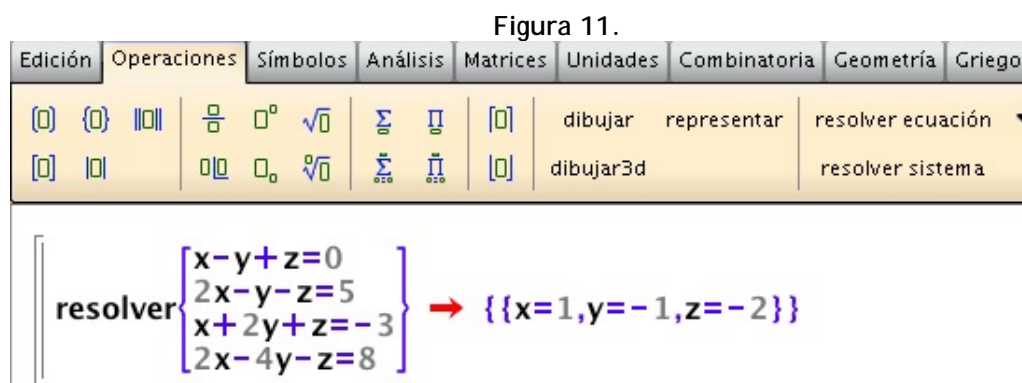 Figura 11.
Edición Operaciones Símbolos Análisis Matrices Unidades Combinatoria Geometría Griego
dibujar representar resolver ecuación
dibujar3d resolver sistema
x-y+z=0
2x-y-z=5
resolver x+2y+z=-3 → {{x=1,y=-1,z=-2}}
2x-4y-z=8